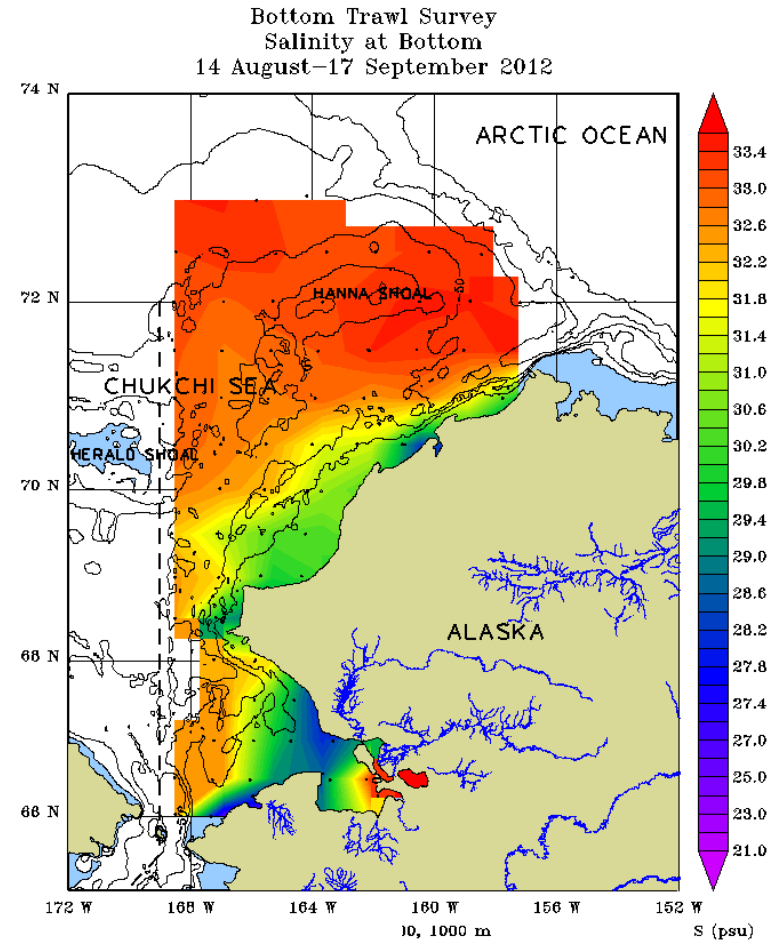 Bottom Trawl Survey
Salinity at Bottom
14 August–17 September 2012
74 N
ARCTIC OCEAN
33.4
33.0
32.6
32.2
HANNA SHOAL
50
72 N
31.8
31.4
CHUKCHI SEA
31.0
30.6
HERALD SHOAL
30.2
70 N
29.8
29.4
29.0
28.6
ALASKA
28.2
68 N
27.8
27.4
27.0
25.0
66 N
23.0
21.0
172 W
168 W
164 W
160 W
156 W
152 W
)0, 1000 m
S (psu)